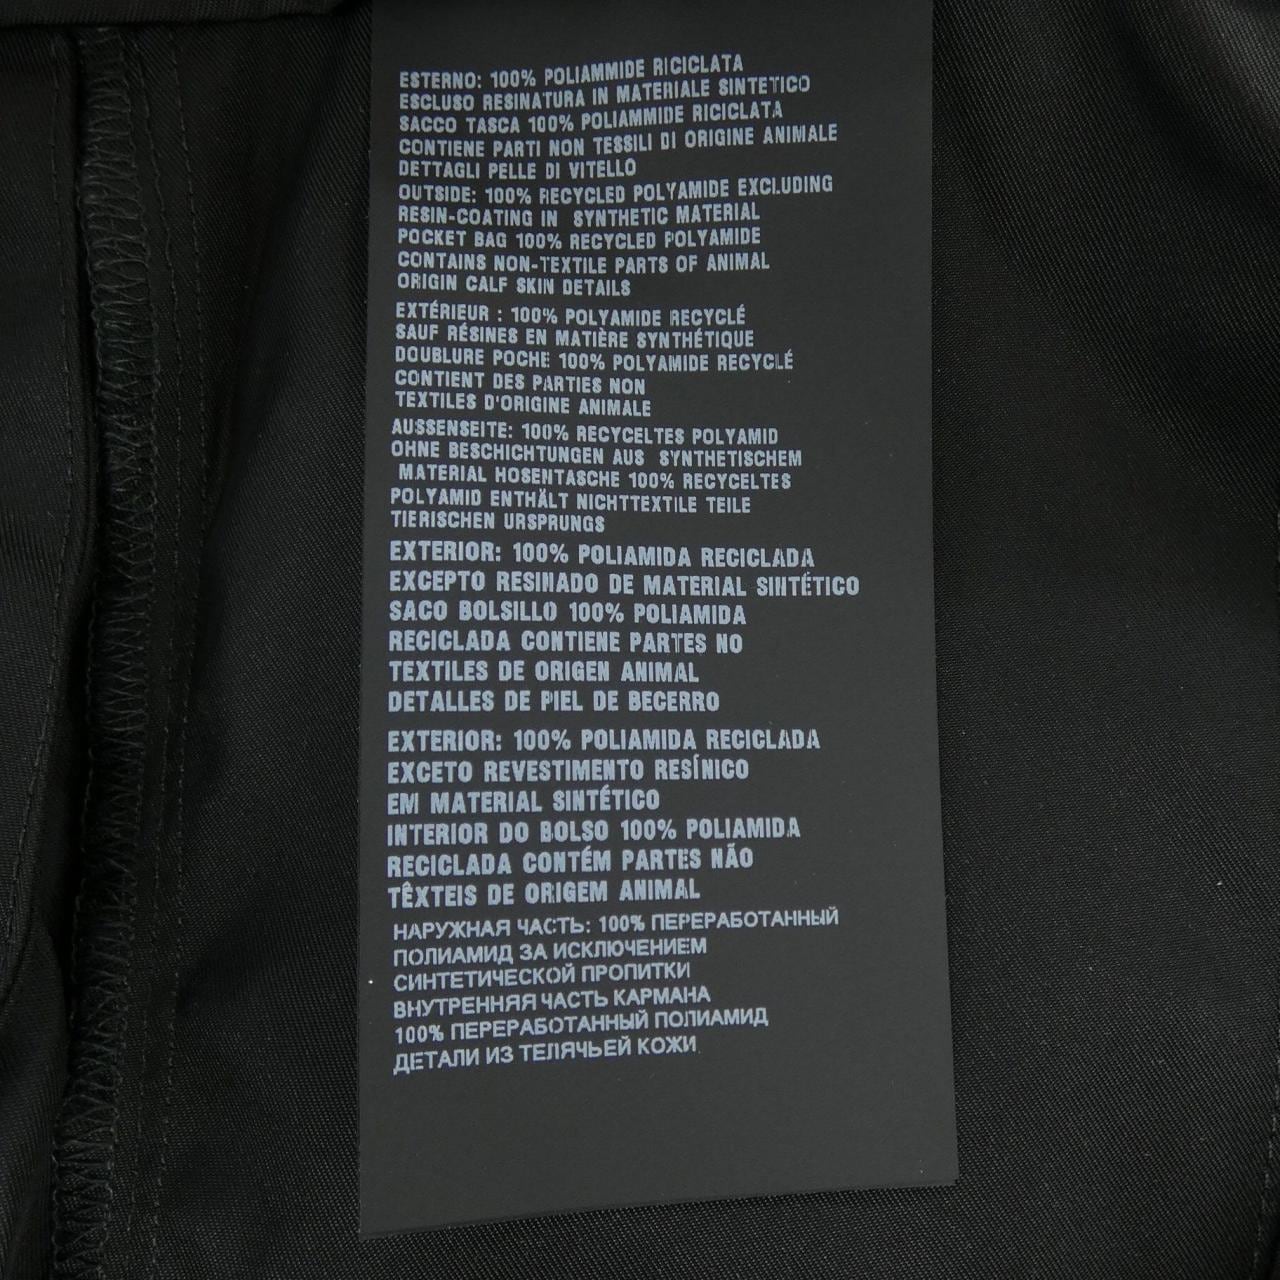 ESTERNO: 100% POLIAMMIDE RICICLATA
ESCLUSO RESINATURA IN MATERIALE SINTETICO
SACCO TASCA 100% POLIAMMIDE RICICLATA
CONTIENE PARTI NON TESSILI DI ORIGINE ANIMALE
DETTAGLI PELLE DI VITELLO
OUTSIDE: 100% RECYCLED POLYAMIDE EXCLUDING
RESIN-COATING IN SYNTHETIC MATERIAL
POCKET BAG 100% RECYCLED POLYAMIDE
CONTAINS NON-TEXTILE PARTS OF ANIMAL
ORIGIN CALF SKIN DETAILS
EXTÉRIEUR : 100% POLYAMIDE RECYCLÉ
SAUF RÉSINES EN MATIÈRE SYNTHÉTIQUE
DOUBLURE POCHE 100% POLYAMIDE RECYCLÉ
CONTIENT DES PARTIES NON
TEXTILES D'ORIGINE ANIMALE
AUSSENSEITE: 100% RECYCELTES POLYAMID
OHNE BESCHICHTUNGEN AUS SYNTHETISCHEM
MATERIAL HOSENTASCHE 100% RECYCELTES
POLYAMID ENTHÄLT NICHTTEXTILE TEILE
TIERISCHEN URSPRUNGS
EXTERIOR: 100% POLIAMIDA RECICLADA
EXCEPTO RESINADO DE MATERIAL SINTÉTICO
SACO BOLSILLO 100% POLIAMIDA
RECICLADA CONTIENE PARTES NO
TEXTILES DE ORIGEN ANIMAL
DETALLES DE PIEL DE BECERRO
EXTERIOR: 100% POLIAMIDA RECICLADA
EXCETO REVESTIMENTO RESÍNICO
EM MATERIAL SINTÉTICO
INTERIOR DO BOLSO 100% POLIAMIDA
RECICLADA CONTÉM PARTES NÃO
TÊXTEIS DE ORIGEM ANIMAL
НАРУЖНАЯ ЧАСТЬ: 100% ПЕРЕРАБОТАННЫЙ
ПОЛИАМИД ЗА ИСКЛЮЧЕНИЕМ
СИНТЕТИЧЕСКОЙ ПРОПИТКИ
ВНУТРЕННЯЯ ЧАСТЬ КАРМАНА
100% ПЕРЕРАБОТАННЫЙ ПОЛИАМИД
ДЕТАЛИ ИЗ ТЕЛЯЧЬЕЙ КОЖИ